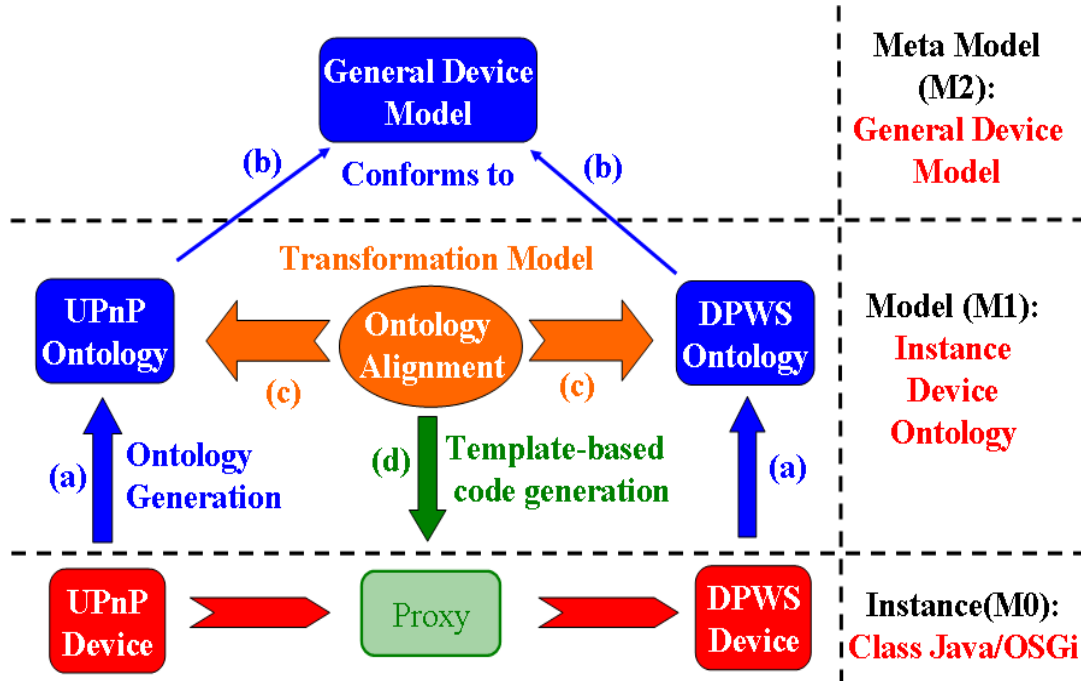 General Device
Model
Meta Model
(M2):
General Device
Model
(b)
Conforms to
(b)
Transformation Model
UPnP
Ontology
Ontology
Alignment
DPWS
Ontology
(c)
(c)
Model (M1):
Instance
Device
Ontology
(a)
Ontology
Generation
(d)
Template-based
code generation
(a)
UPnP
Device
Proxy
DPWS
Device
Instance(M0):
Class Java/OSGi